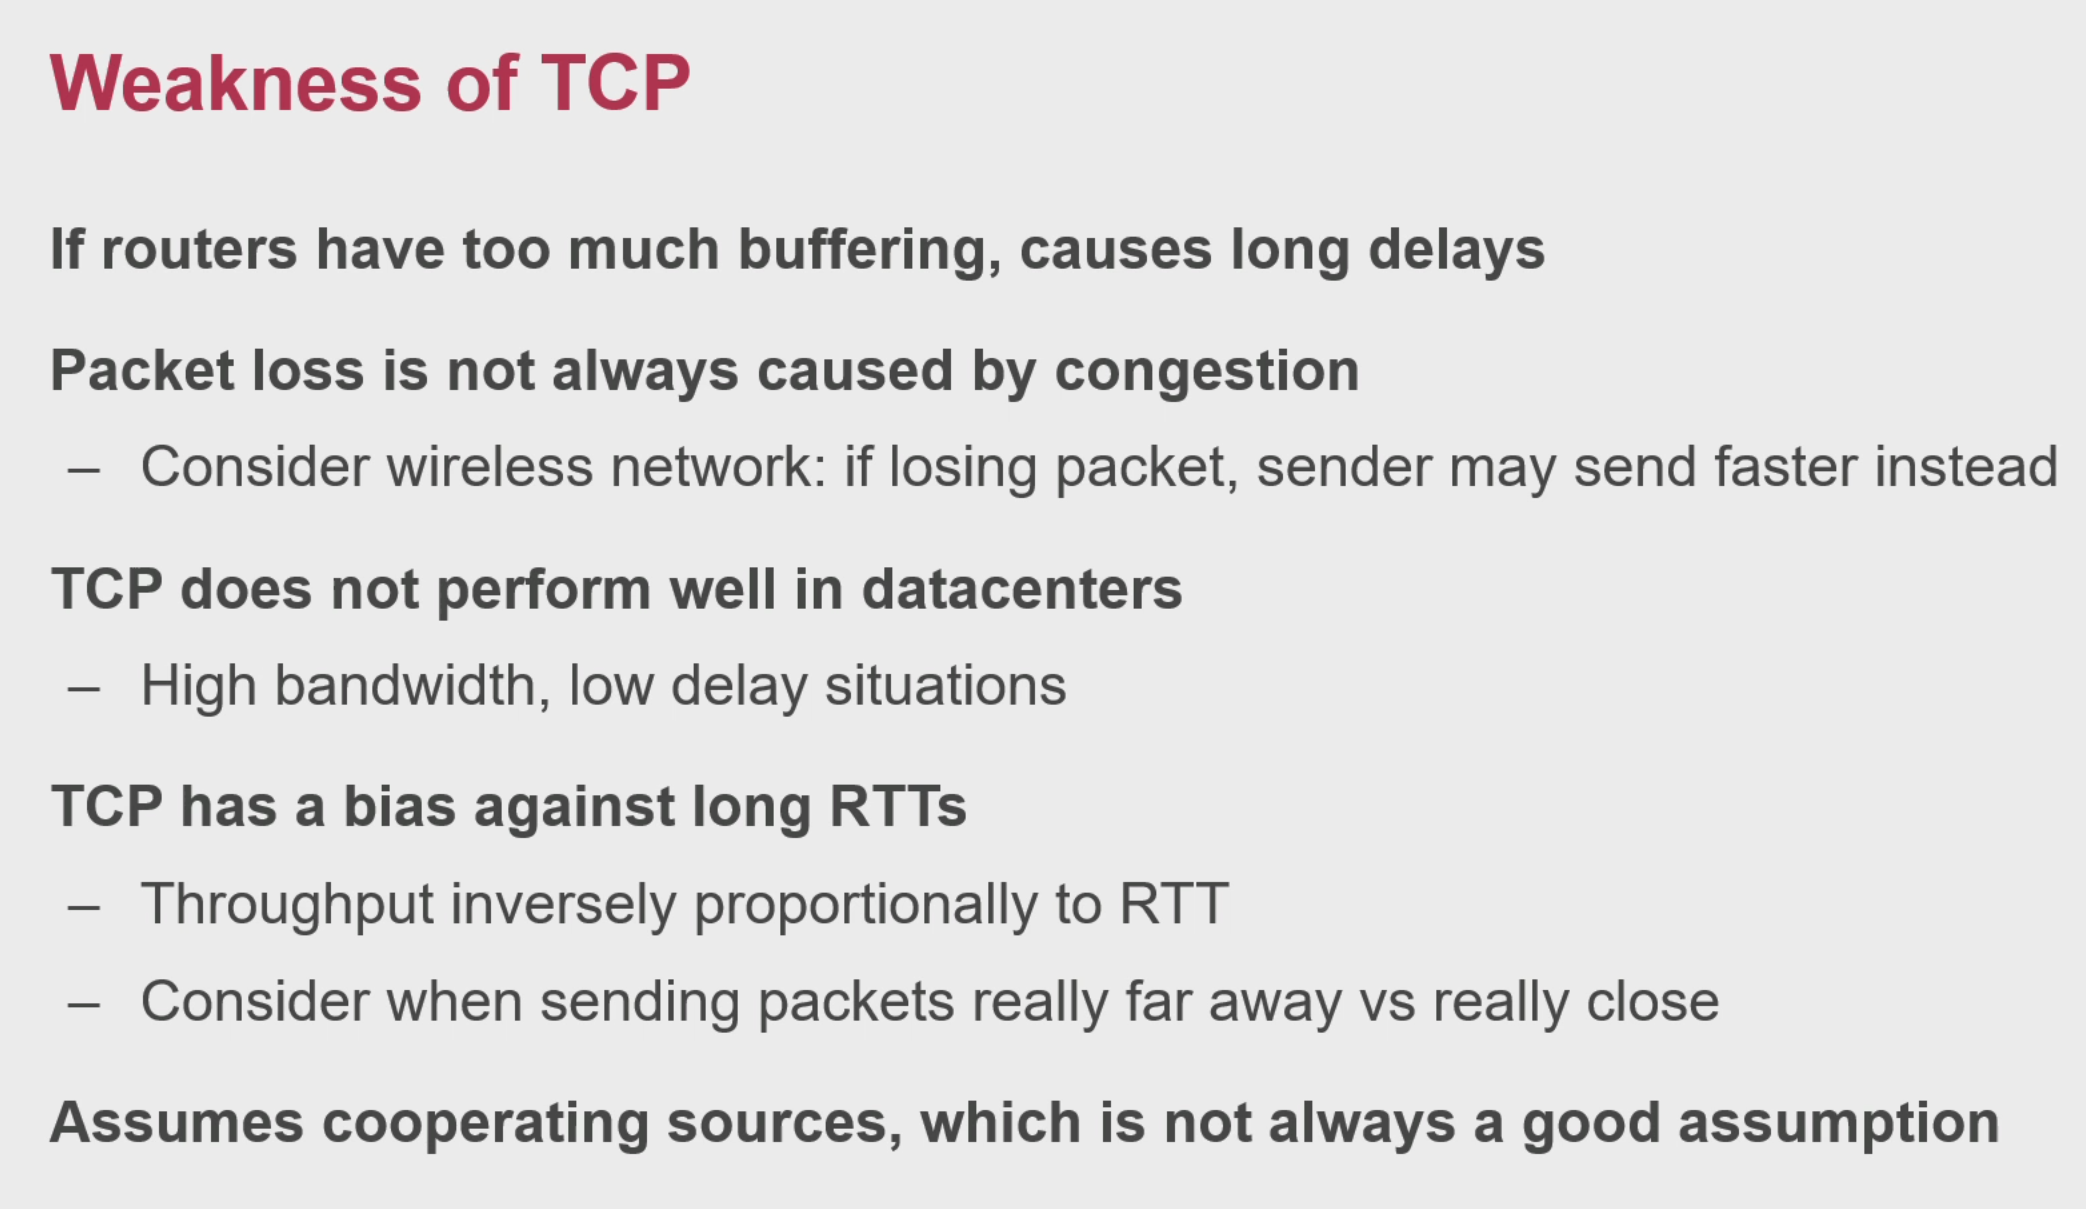 Weakness of TCP
If routers have too much buffering, causes long delays
Packet loss is not always caused by congestion
– Consider wireless network: if losing packet, sender may send faster instead
TCP does not perform well in datacenters
– High bandwidth, low delay situations
TCP has a bias against long RTTs
– Throughput inversely proportionally to RTT
– Consider when sending packets really far away vs really close
Assumes cooperating sources, which is not always a good assumption